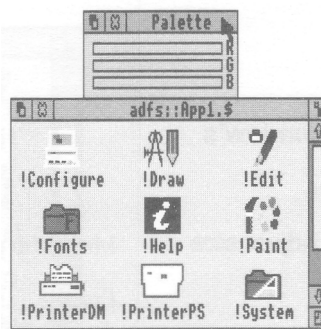 Palette
R
G
B
adfs::App1.$
!Configure !Draw !Edit
!Fonts !Help !Paint
!PrinterDM !PrinterPS !System